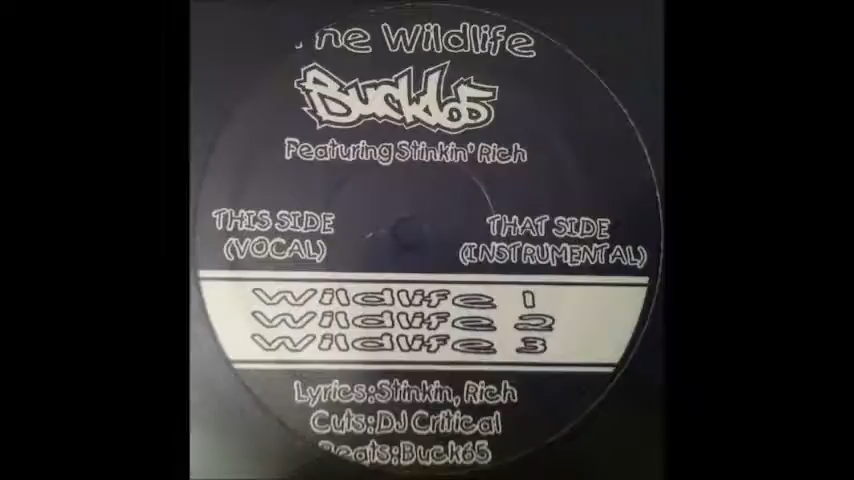 The Wildlife
Buck65
Featuring Stinkin' Rich
THIS SIDE
(VOCAL)
THAT SIDE
(INSTRUMENTAL)
Wildlife 1
Wildlife 2
Wildlife 3
Lyrics:Stinkin, Rich
Cuts:DJ Critical
Beats:Buck65